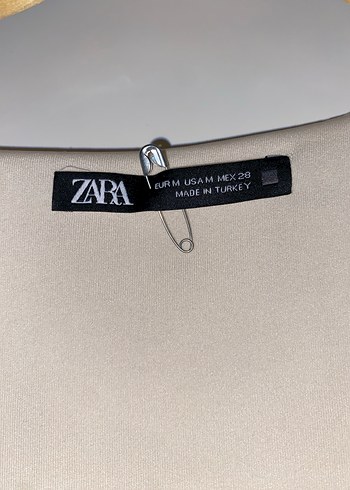 ZARA
EUR M USA M MEX 28
MADE IN TURKEY